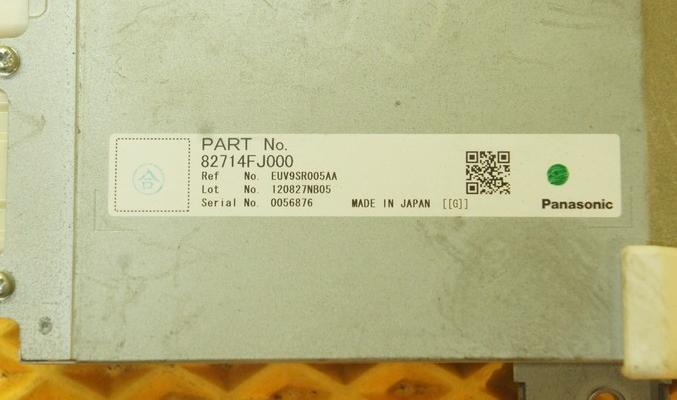 PART No.
82714FJ000
Ref No. EUV9SR005AA
Lot No. 120827NB05
Serial No. 0056876 MADE IN JAPAN [[G]]
合
Panasonic